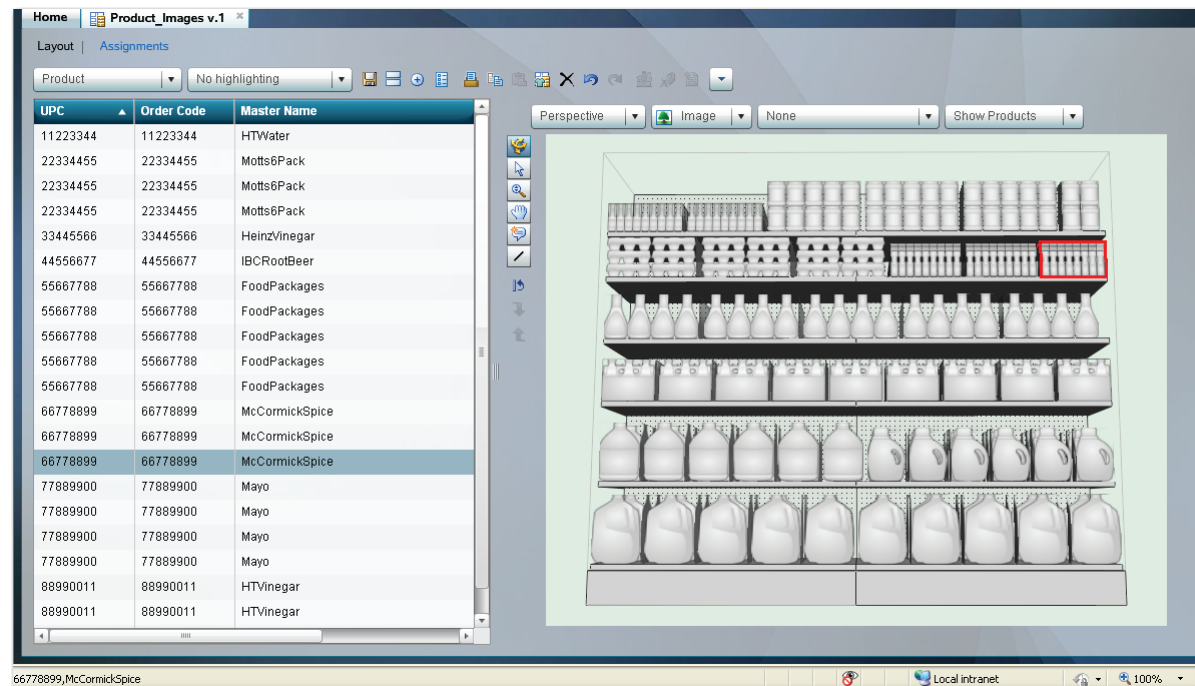 Home Product_Images v.1
Layout | Assignments
Product No highlighting
UPC Order Code Master Name
Perspective Image None Show Products
11223344 11223344 HTWater
22334455 22334455 Motts6Pack
22334455 22334455 Motts6Pack
22334455 22334455 Motts6Pack
33445566 33445566 HeinzVinegar
44556677 44556677 IBCRootBeer
55667788 55667788 FoodPackages
55667788 55667788 FoodPackages
55667788 55667788 FoodPackages
55667788 55667788 FoodPackages
55667788 55667788 FoodPackages
66778899 66778899 McCormickSpice
66778899 66778899 McCormickSpice
66778899 66778899 McCormickSpice
77889900 77889900 Mayo
77889900 77889900 Mayo
77889900 77889900 Mayo
77889900 77889900 Mayo
88990011 88990011 HTVinegar
88990011 88990011 HTVinegar
66778899,McCormickSpice Local intranet 100%